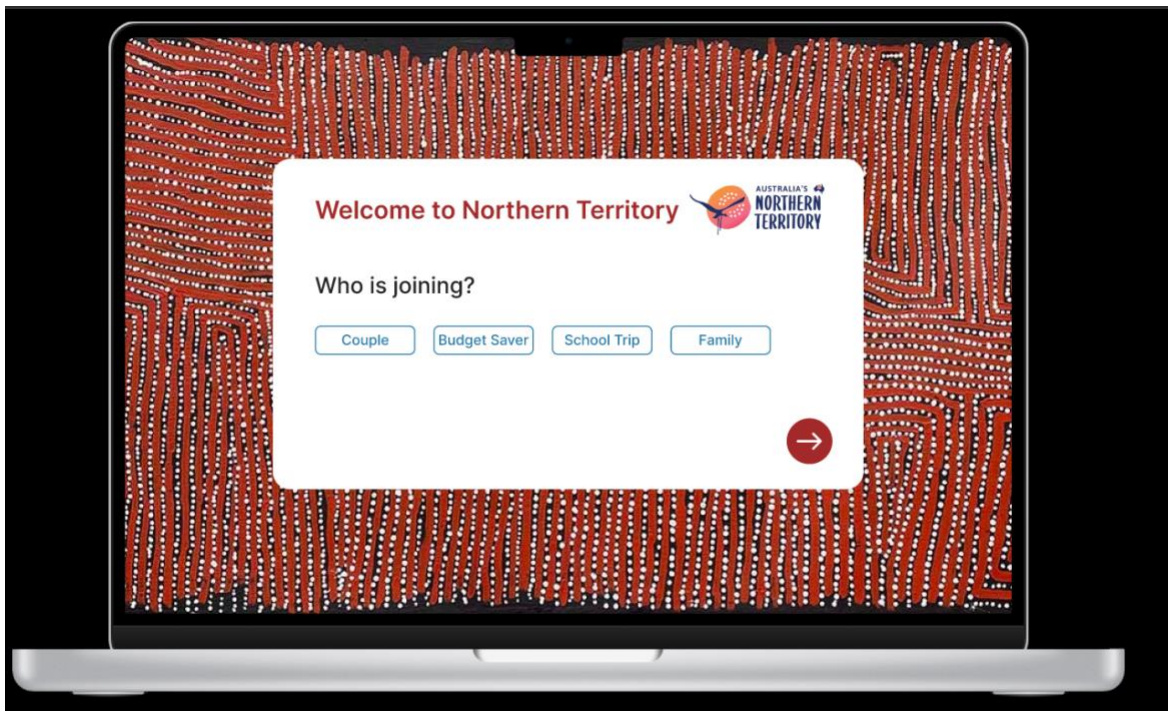 Welcome to Northern Territory
AUSTRALIA'S
NORTHERN
TERRITORY
Who is joining?
Couple
Budget Saver
School Trip
Family